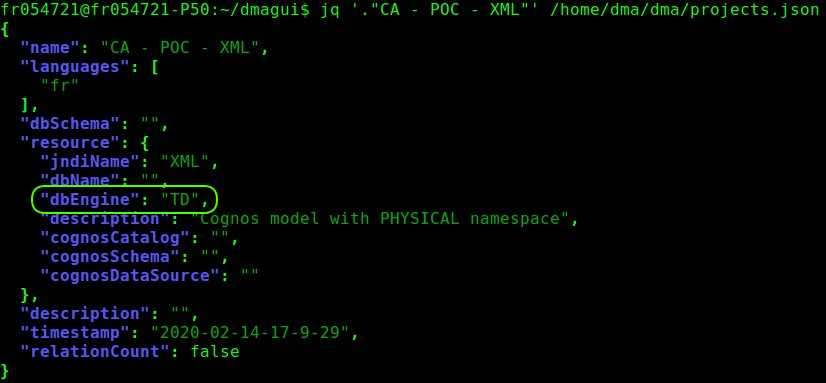 fr054721@fr054721-P50:~/dmagui$ jq '."CA - POC - XML"' /home/dma/dma/projects.json
{
  "name": "CA - POC - XML",
  "languages": [
    "fr"
  ],
  "dbSchema": "",
  "resource": {
    "jndiName": "XML",
    "dbName": "",
    "dbEngine": "TD",
    "description": "Cognos model with PHYSICAL namespace",
    "cognosCatalog": "",
    "cognosSchema": "",
    "cognosDataSource": ""
  },
  "description": "",
  "timestamp": "2020-02-14-17-9-29",
  "relationCount": false
}